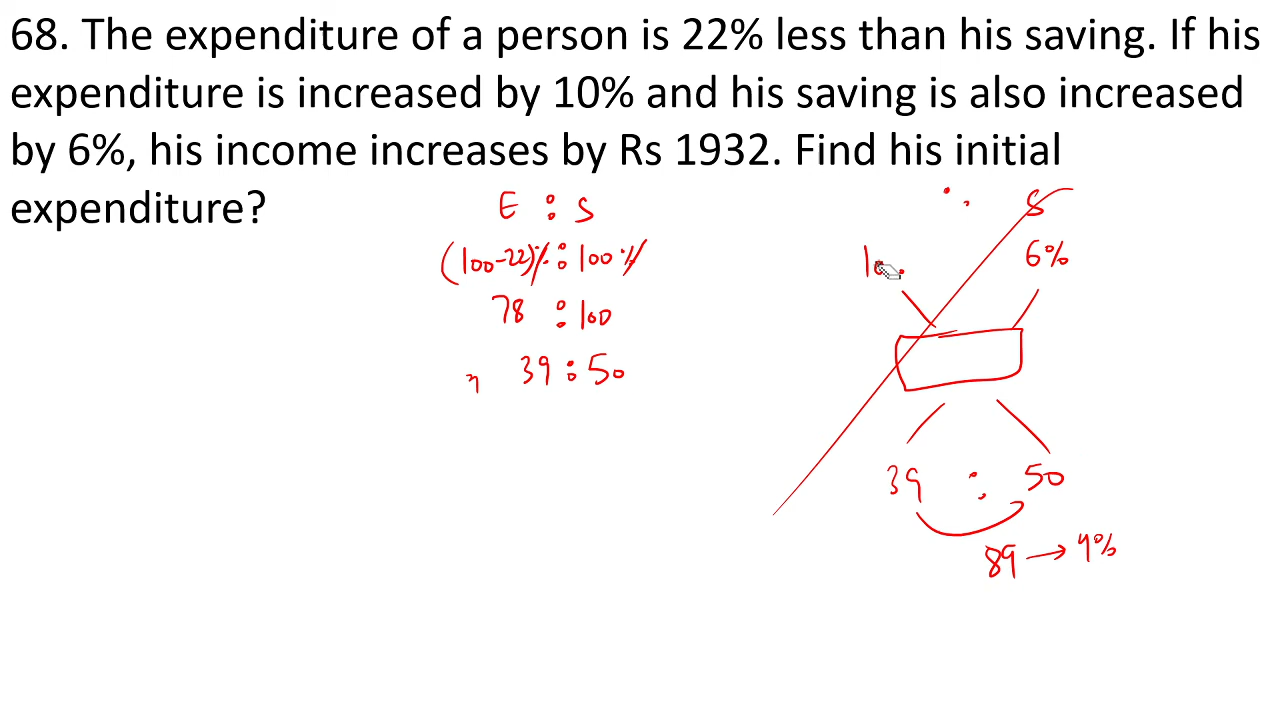 68. The expenditure of a person is 22% less than his saving. If his
expenditure is increased by 10% and his saving is also increased
by 6%, his income increases by Rs 1932. Find his initial
expenditure?
E : S
: S
(100-22)% : 100%
6%
78 : 100
39 : 50
39 : 50
89 → 4%